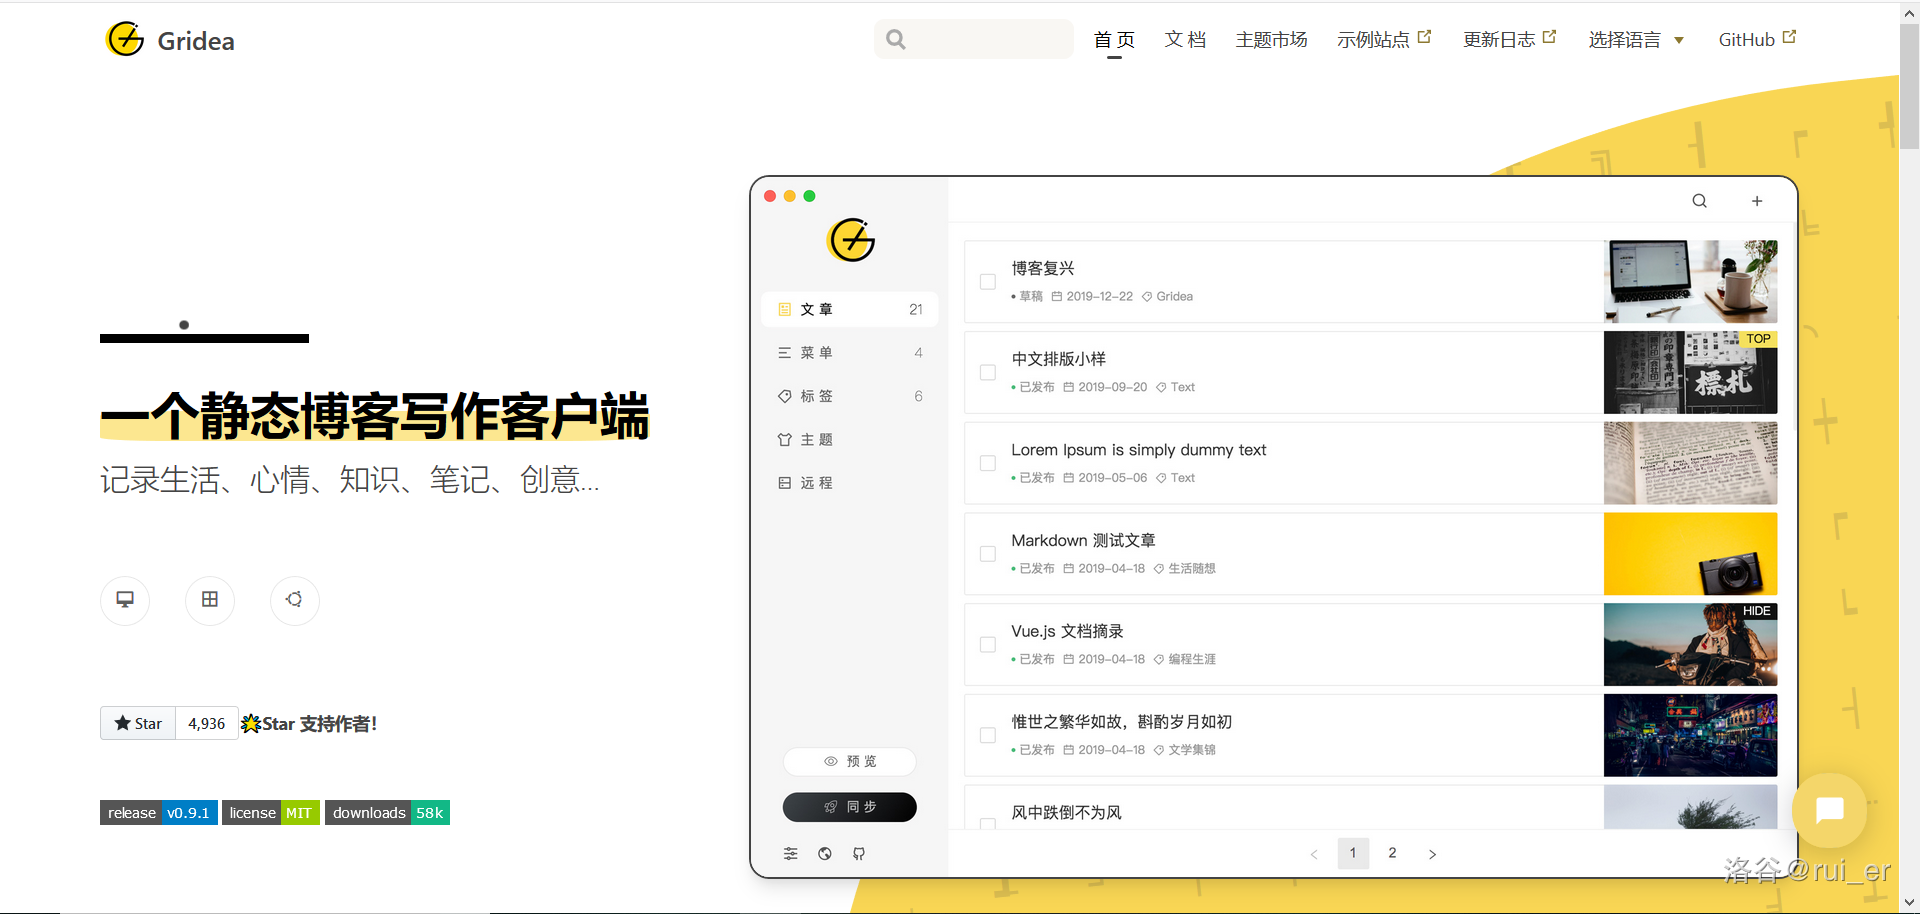 Gridea
首页 文档 主题市场 示例站点 更新日志 选择语言 GitHub
一个静态博客写作客户端
记录生活、心情、知识、笔记、创意...
Star 4,936 Star 支持作者!
release v0.9.1 license MIT downloads 58k
文章 21
菜单 4
标签 6
主题
远程
预览
同步
博客复兴
草稿 2019-12-22 Gridea
中文排版小样
已发布 2019-09-20 Text
TOP
標札
Lorem Ipsum is simply dummy text
已发布 2019-05-06 Text
Markdown 测试文章
已发布 2019-04-18 生活随想
Vue.js 文档摘录
已发布 2019-04-18 编程生涯
HIDE
惟世之繁华如故，斟酌岁月如初
已发布 2019-04-18 文学集锦
风中跌倒不为风
< 1 2 >
洛谷@rui_er